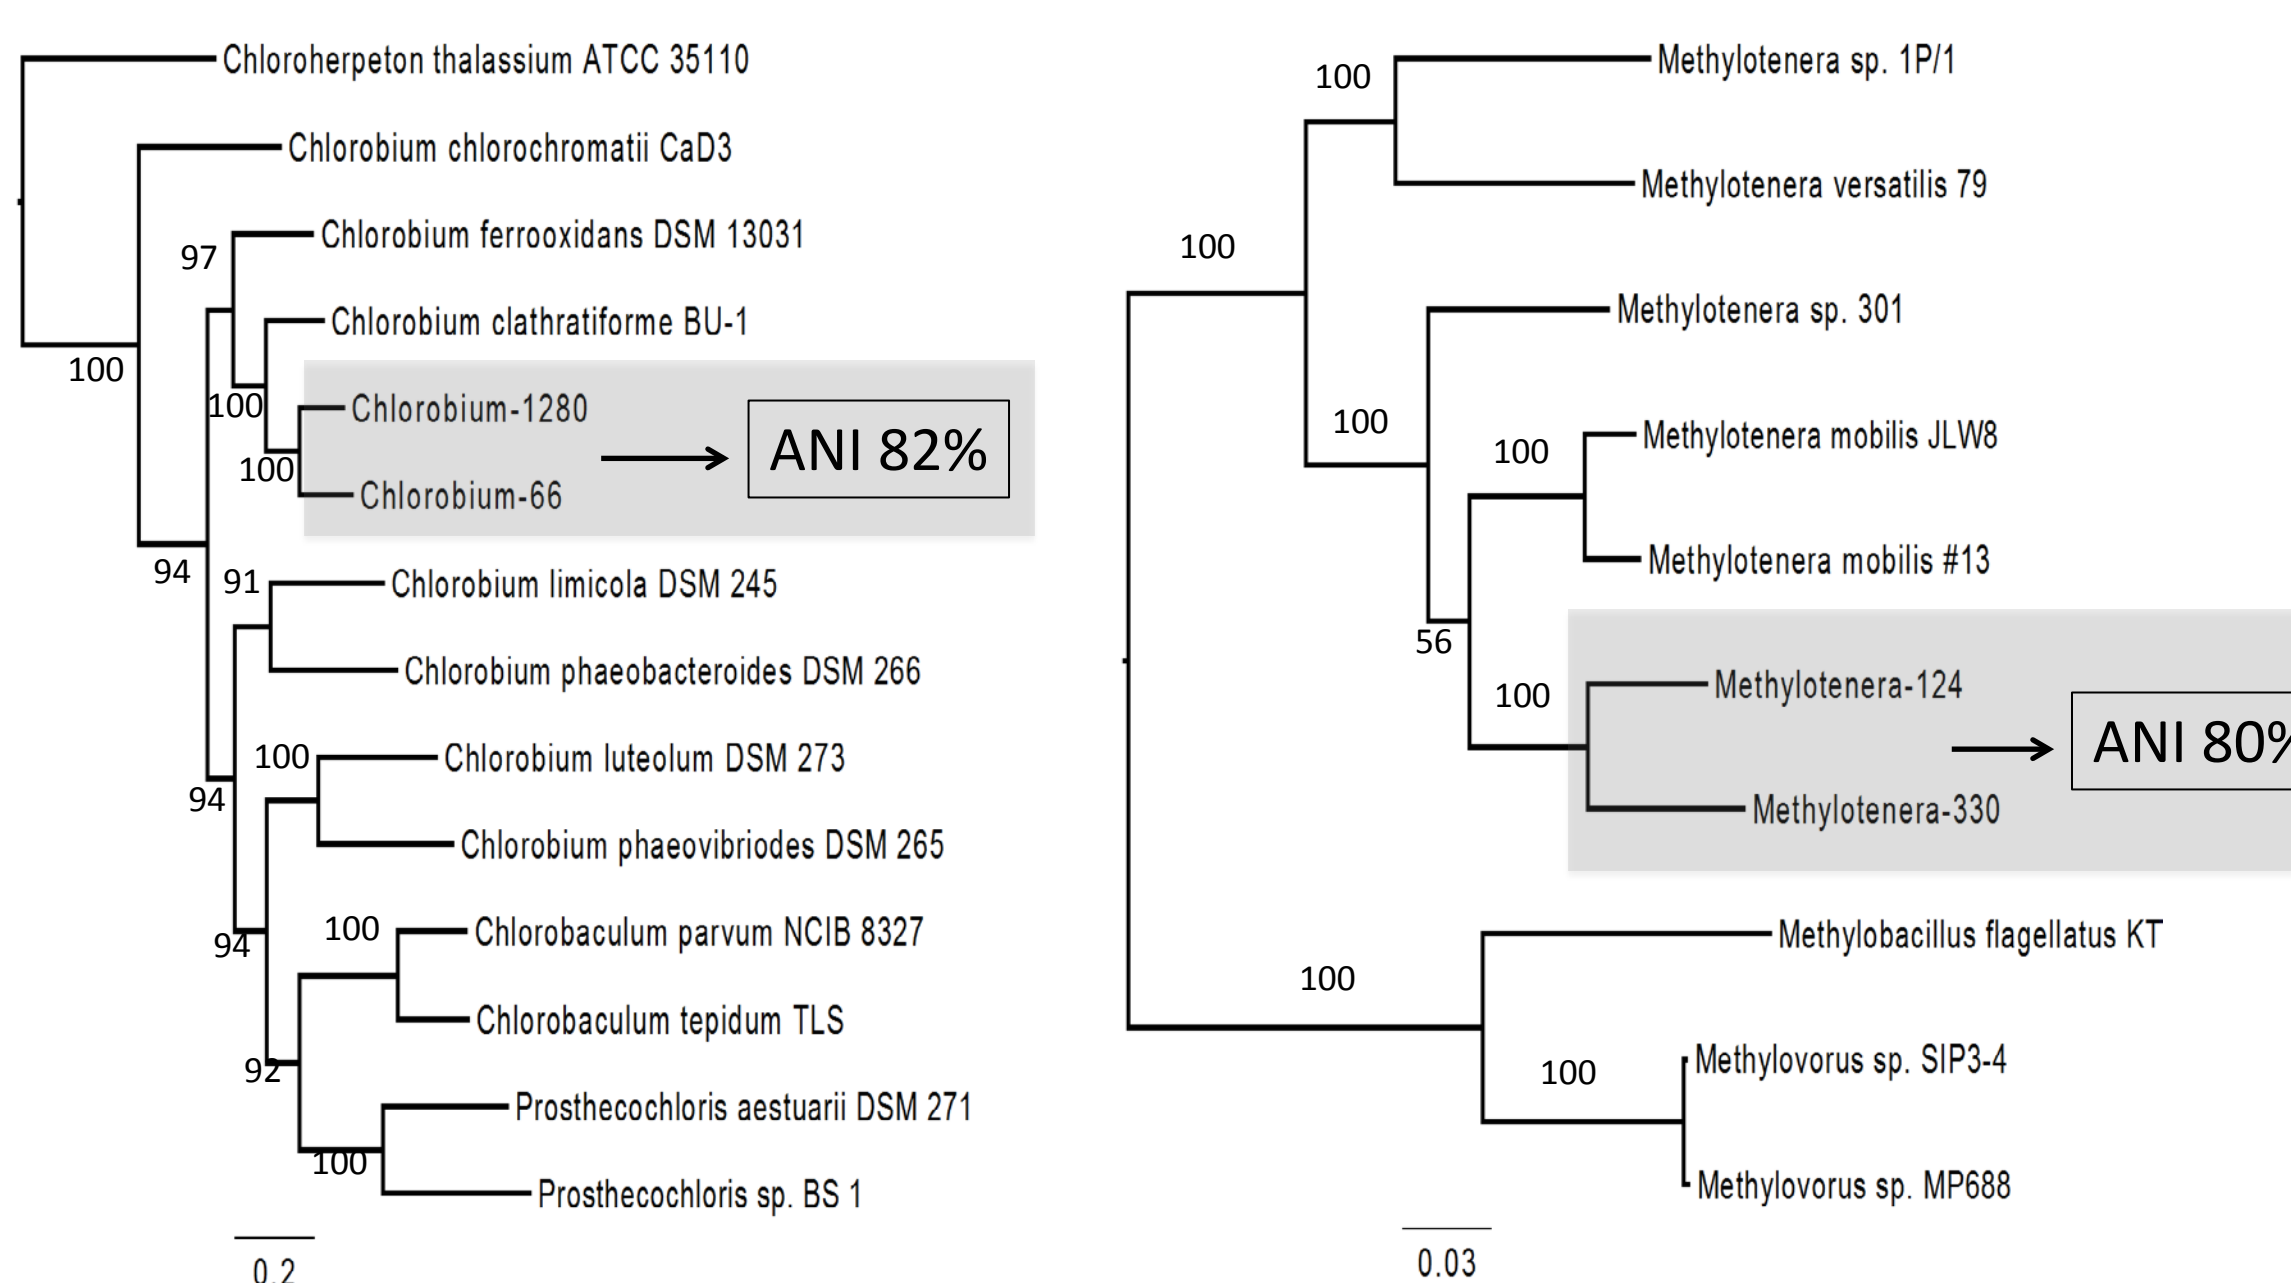 Chloroherpeton thalassium ATCC 35110
Chlorobium chlorochromatii CaD3
97
Chlorobium ferrooxidans DSM 13031
Chlorobium clathratiforme BU-1
100
100
Chlorobium-1280
ANI 82%
100
Chlorobium-66
94
91
Chlorobium limicola DSM 245
Chlorobium phaeobacteroides DSM 266
100
Chlorobium luteolum DSM 273
94
Chlorobium phaeovibriodes DSM 265
94
100
Chlorobaculum parvum NCIB 8327
Chlorobaculum tepidum TLS
92
Prosthecochloris aestuarii DSM 271
100
Prosthecochloris sp. BS 1
0.2
100
Methylotenera sp. 1P/1
Methylotenera versatilis 79
100
Methylotenera sp. 301
100
100
Methylotenera mobilis JLW8
Methylotenera mobilis #13
56
100
Methylotenera-124
ANI 80%
Methylotenera-330
Methylobacillus flagellatus KT
100
100
Methylovorus sp. SIP3-4
Methylovorus sp. MP688
0.03